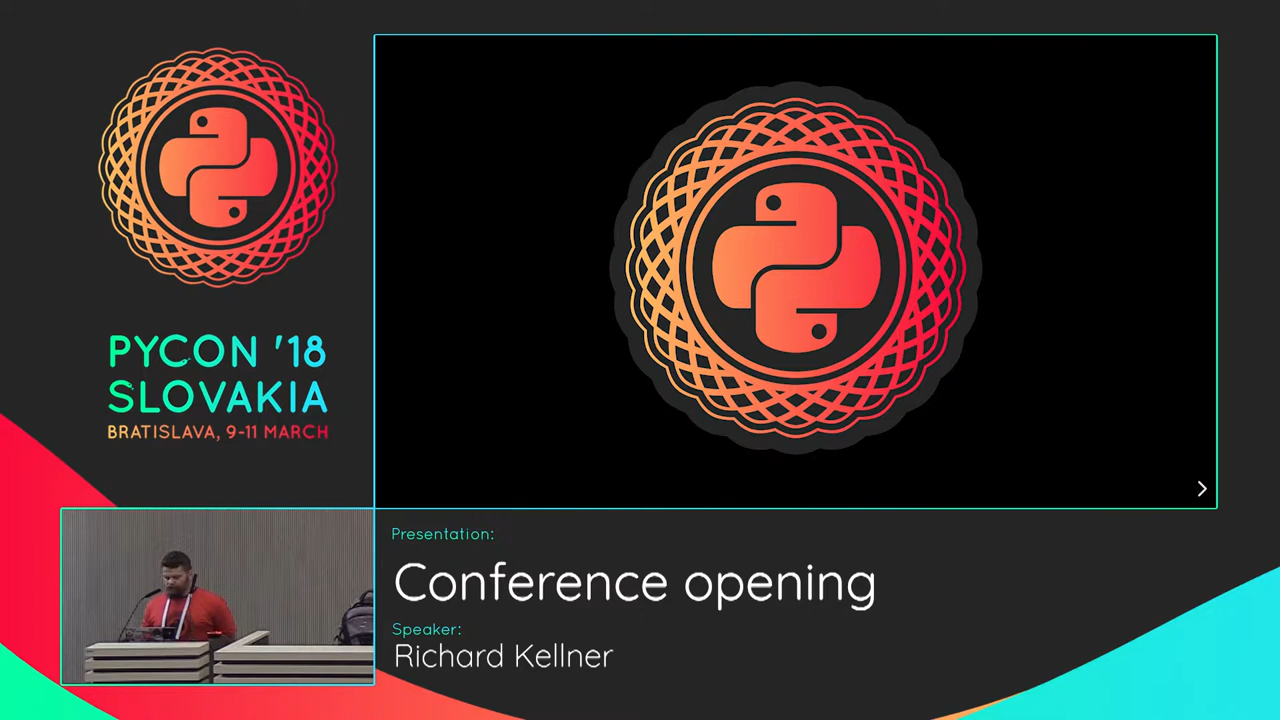 PYCON '18
SLOVAKIA
BRATISLAVA, 9-11 MARCH
Presentation:
Conference opening
Speaker:
Richard Kellner